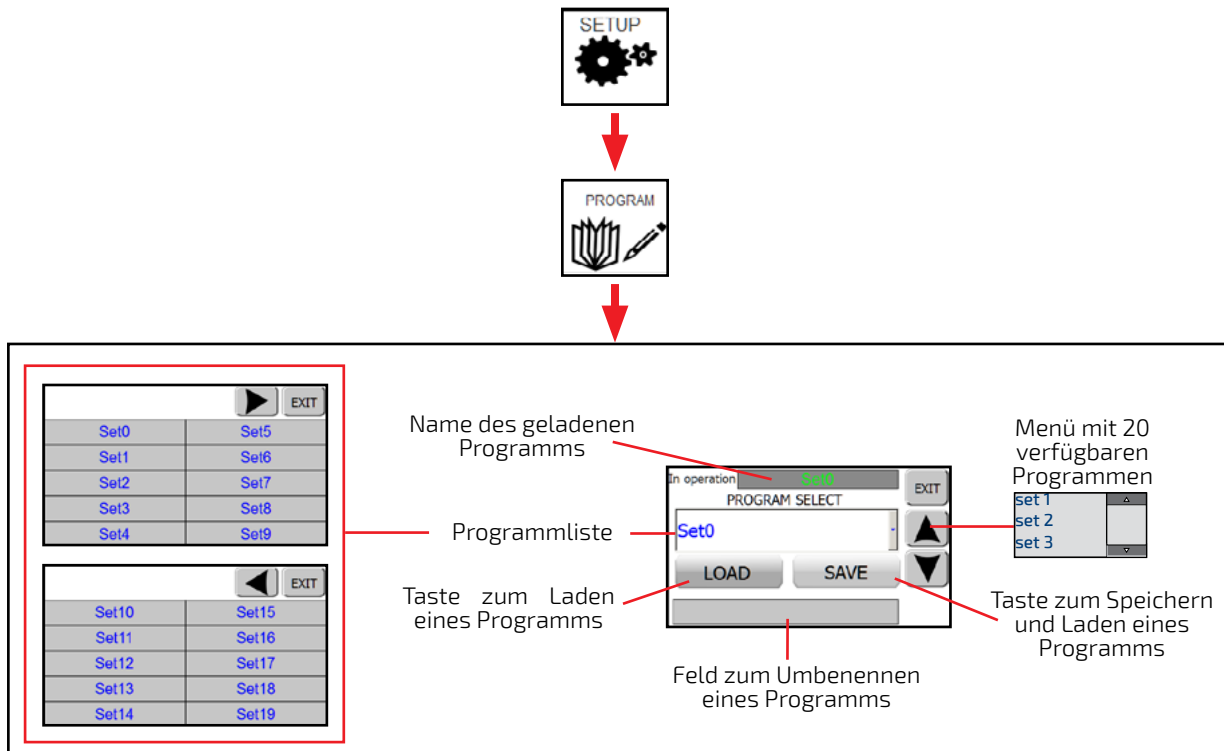 SETUP
PROGRAM
EXIT
Set0 Set5
Set1 Set6
Set2 Set7
Set3 Set8
Set4 Set9
EXIT
Set10 Set15
Set11 Set16
Set12 Set17
Set13 Set18
Set14 Set19
Name des geladenen
Programms
Programmliste
Taste zum Laden
eines Programms
In operation Set0
EXIT
PROGRAM SELECT
Set0
LOAD SAVE
Feld zum Umbenennen
eines Programms
Menü mit 20
verfügbaren
Programmen
set 1
set 2
set 3
Taste zum Speichern
und Laden eines
Programms